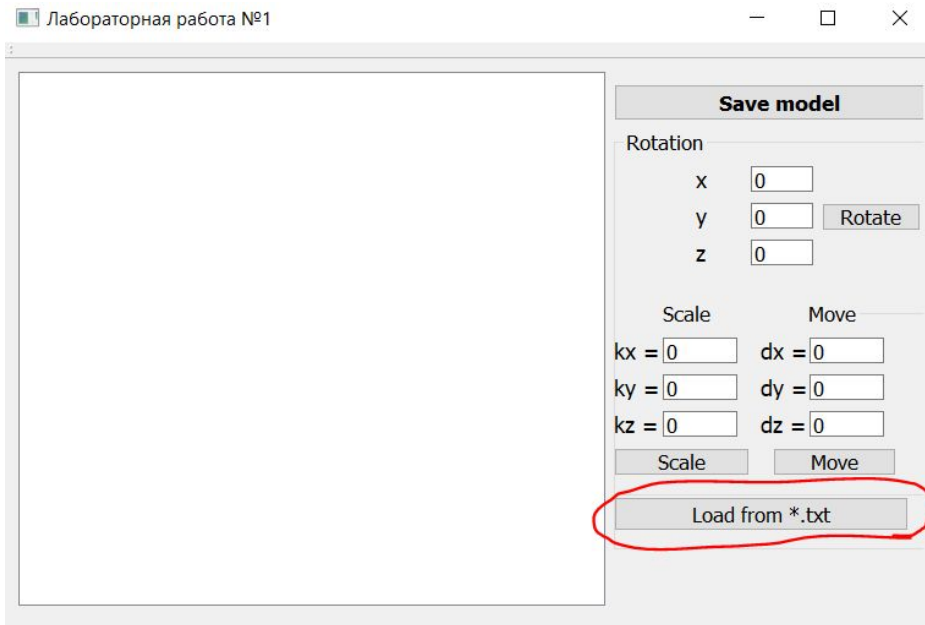 Лабораторная работа №1
Save model
Rotation
x 0
y 0 Rotate
z 0
Scale Move
kx = 0 dx = 0
ky = 0 dy = 0
kz = 0 dz = 0
Scale Move
Load from *.txt